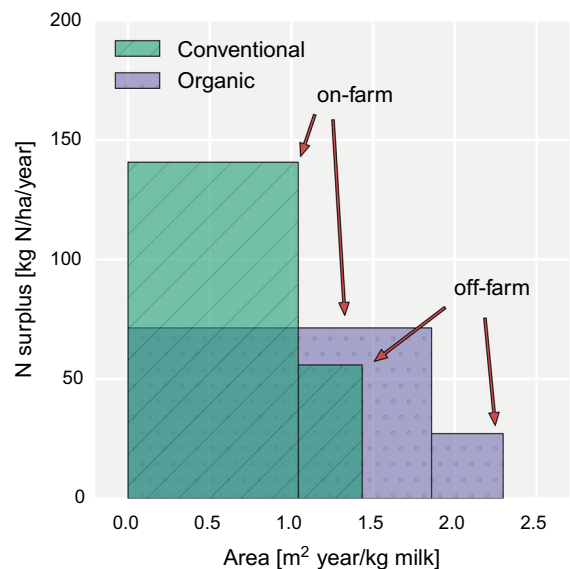 200
Conventional
Organic
on-farm
150
N surplus [kg N/ha/year]
100
off-farm
50
0
0.0 0.5 1.0 1.5 2.0 2.5
Area [m² year/kg milk]